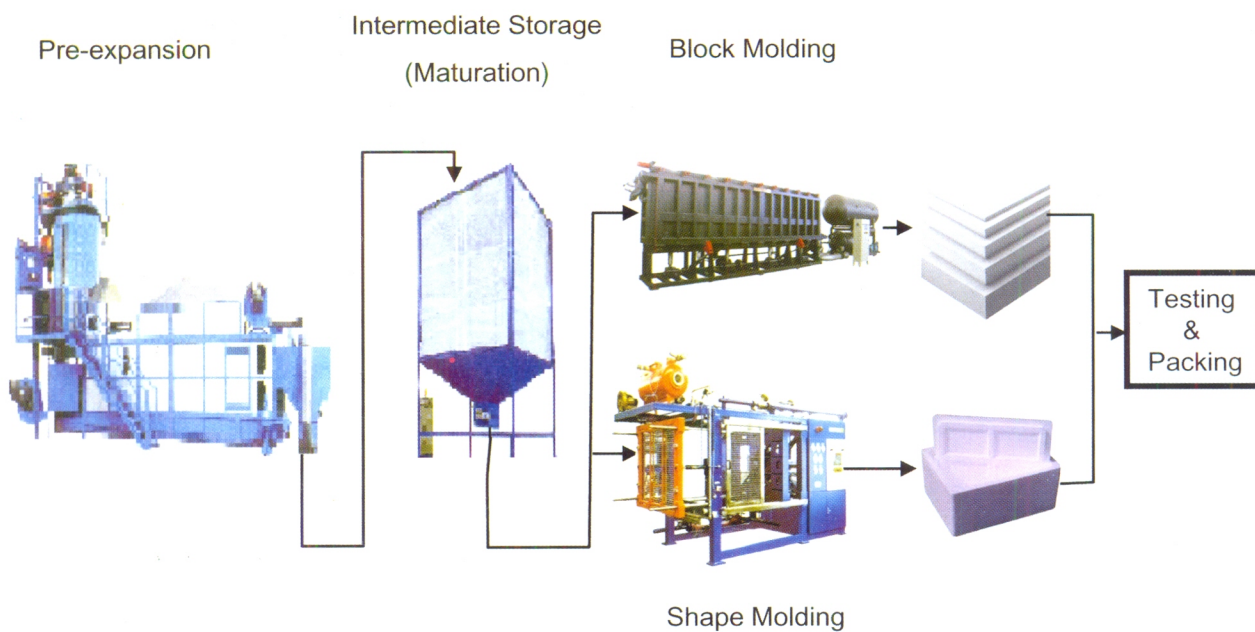 Pre-expansion
Intermediate Storage
(Maturation)
Block Molding
Testing
&
Packing
Shape Molding